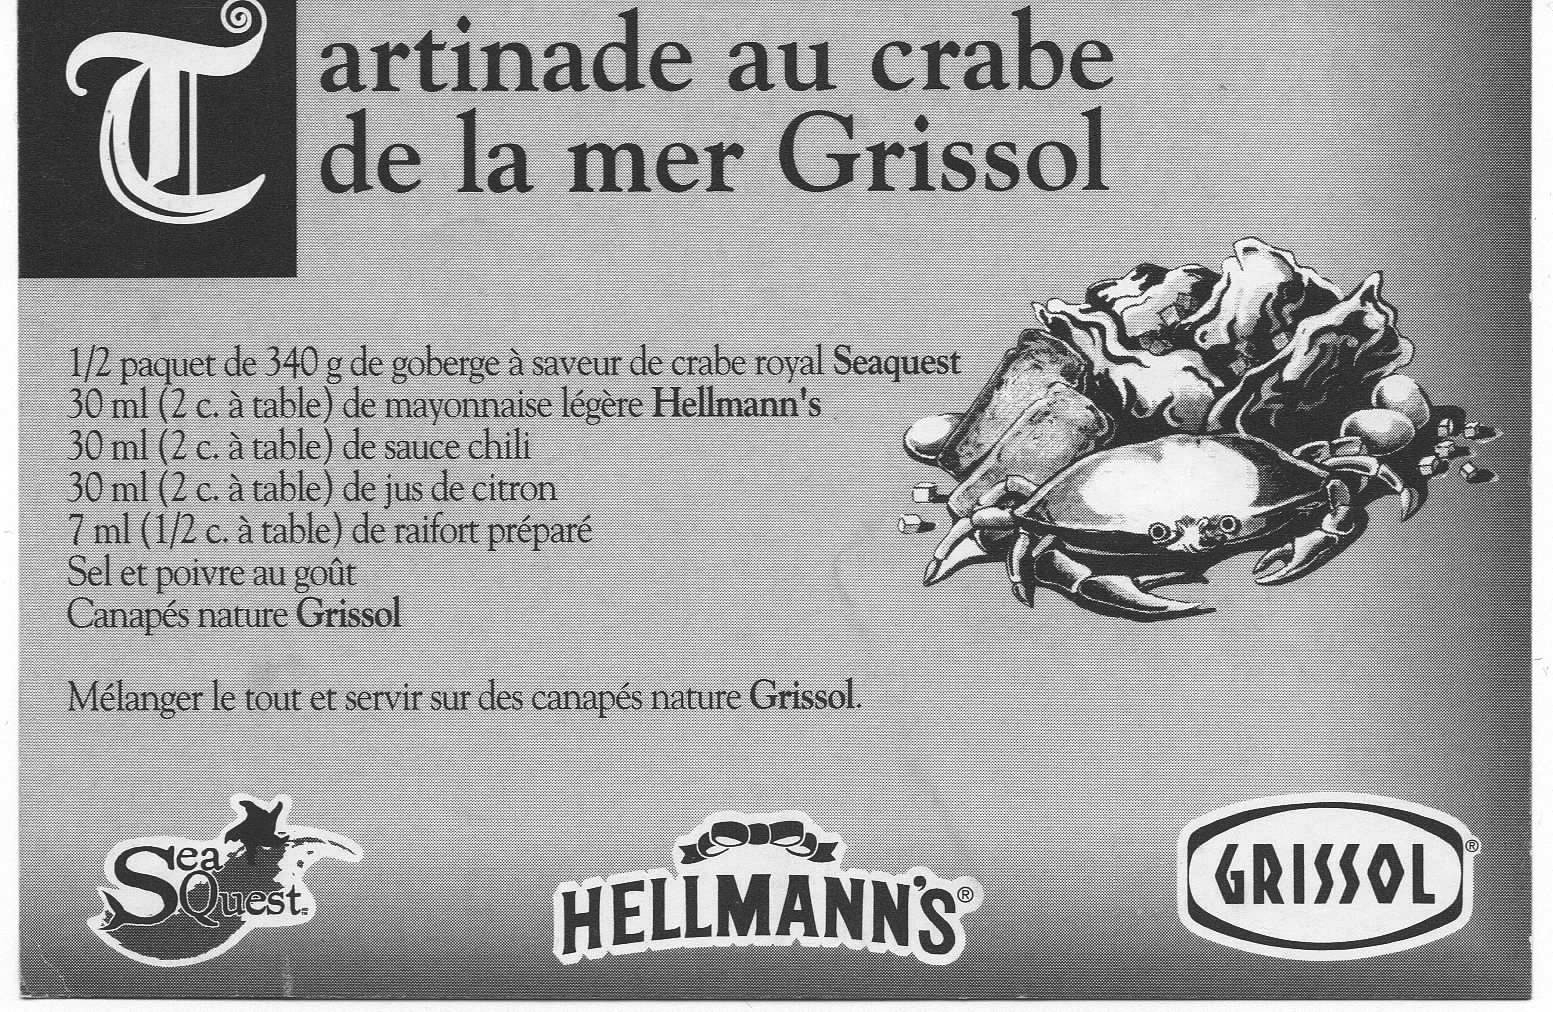 Tartinade au crabe
de la mer Grissol
1/2 paquet de 340 g de goberge à saveur de crabe royal Seaquest
30 ml (2 c. à table) de mayonnaise légère Hellmann's
30 ml (2 c. à table) de sauce chili
30 ml (2 c. à table) de jus de citron
7 ml (1/2 c. à table) de raifort préparé
Sel et poivre au goût
Canapés nature Grissol
Mélanger le tout et servir sur des canapés nature Grissol.
Sea Quest™
HELLMANN'S®
GRISSOL®